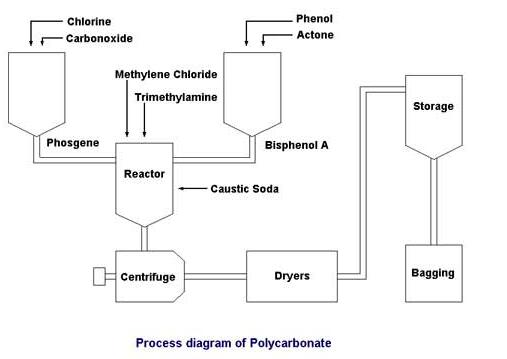 Chlorine
Carbonoxide
Phenol
Actone
Methylene Chloride
Trimethylamine
Phosgene
Bisphenol A
Reactor
Caustic Soda
Storage
Centrifuge
Dryers
Bagging
Process diagram of Polycarbonate